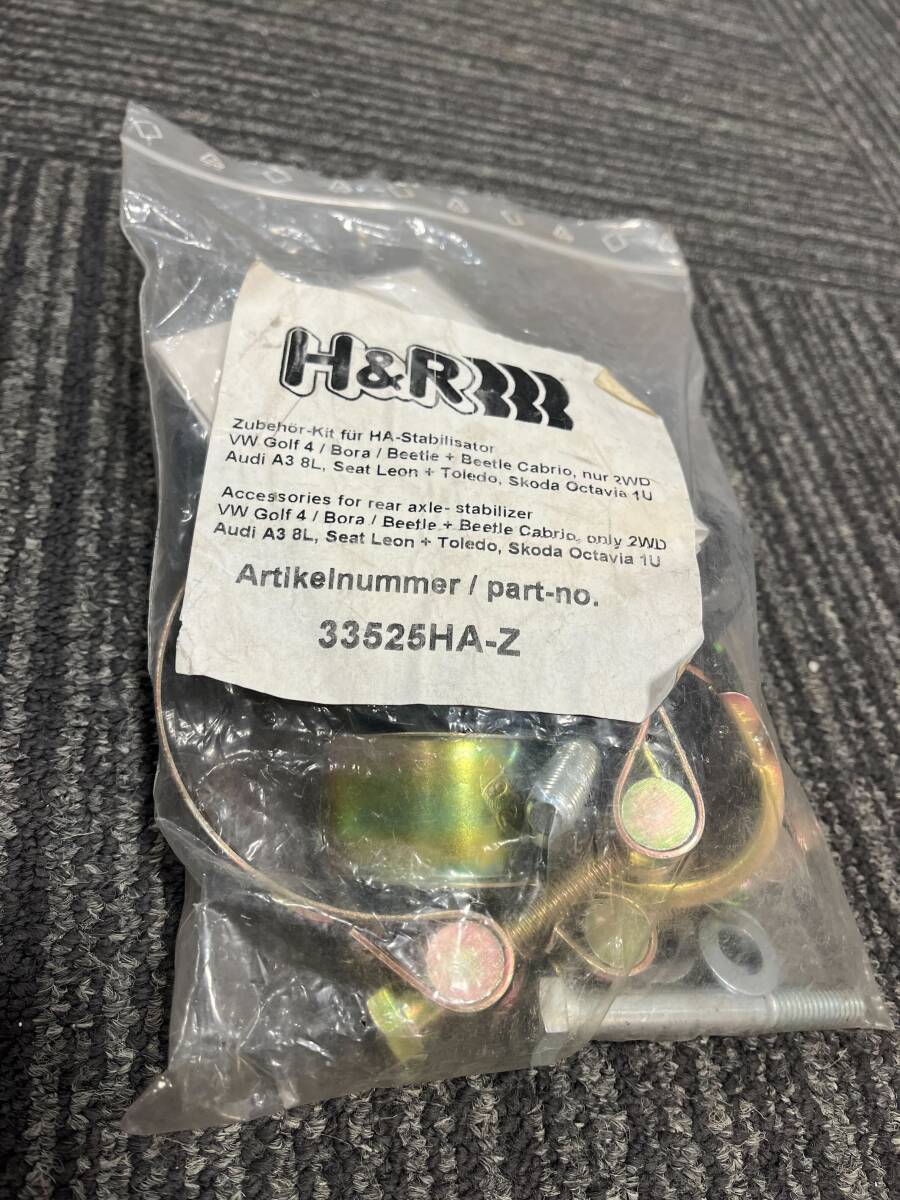 H&R
Zubehör-Kit für HA-Stabilisator
VW Golf 4 / Bora / Beetle + Beetle Cabrio, nur 2WD
Audi A3 8L, Seat Leon + Toledo, Skoda Octavia 1U
Accessories for rear axle- stabilizer
VW Golf 4 / Bora / Beetle + Beetle Cabrio, only 2WD
Audi A3 8L, Seat Leon + Toledo, Skoda Octavia 1U
Artikelnummer / part-no.
33525HA-Z